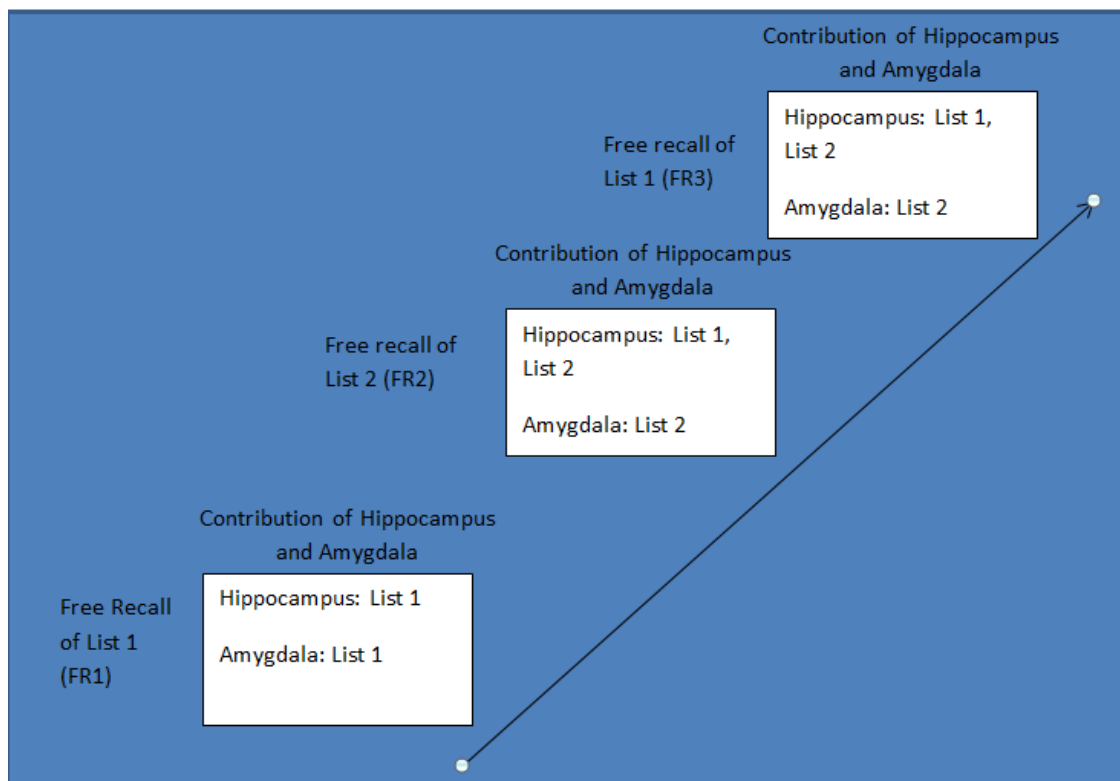 Contribution of Hippocampus
and Amygdala
Free recall of
List 1 (FR3)
Hippocampus: List 1,
List 2
Amygdala: List 2
Contribution of Hippocampus
and Amygdala
Free recall of
List 2 (FR2)
Hippocampus: List 1,
List 2
Amygdala: List 2
Contribution of Hippocampus
and Amygdala
Free Recall
of List 1
(FR1)
Hippocampus: List 1
Amygdala: List 1